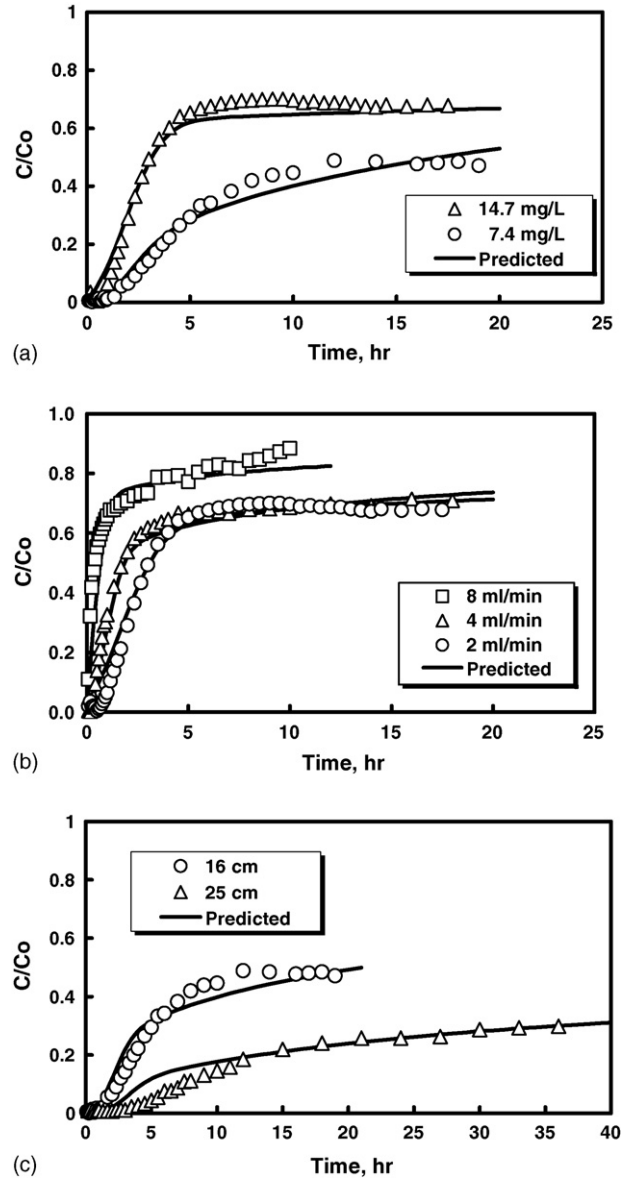 1
0.8
0.6
0.4
0.2
0
C/Co
14.7 mg/L
7.4 mg/L
Predicted
0 5 10 15 20 25
Time, hr
(a)
1.0
0.8
0.6
0.4
0.2
0.0
C/Co
8 ml/min
4 ml/min
2 ml/min
Predicted
0 5 10 15 20 25
Time, hr
(b)
1
0.8
0.6
0.4
0.2
0
C/Co
16 cm
25 cm
Predicted
0 5 10 15 20 25 30 35 40
Time, hr
(c)